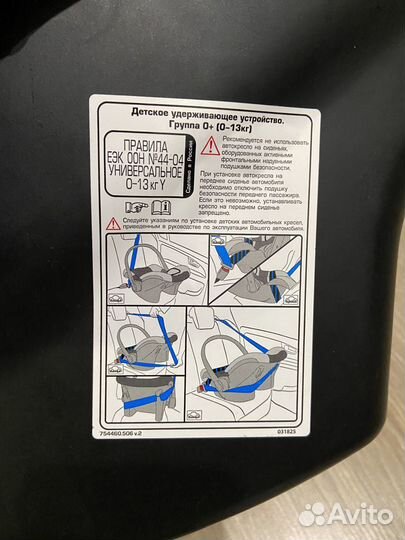 Детское удерживающее устройство.
Группа 0+ (0-13кг)
ПРАВИЛА
ЕЭК ООН №44-04
УНИВЕРСАЛЬНОЕ
0-13 кг Y
Сделано в России
Рекомендуется не использовать
автокресло на сиденьях,
оборудованных активными
фронтальными надувными
подушками безопасности.
При установке автокресла на
переднее сиденье автомобиля
необходимо отключить подушку
безопасности переднего пассажира.
Если это невозможно, устанавливать
кресло на переднем сиденье
запрещено.
Следуйте указаниям по установке детских автомобильных кресел,
приведенным в руководстве по эксплуатации Вашего автомобиля.
754460.506 v.2
031825
Avito